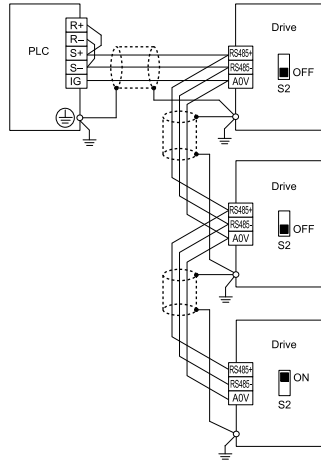 PLC
R+
R−
S+
S−
IG
Drive
RS485+
RS485-
A0V
OFF
S2
Drive
RS485+
RS485-
A0V
OFF
S2
Drive
RS485+
RS485-
A0V
ON
S2